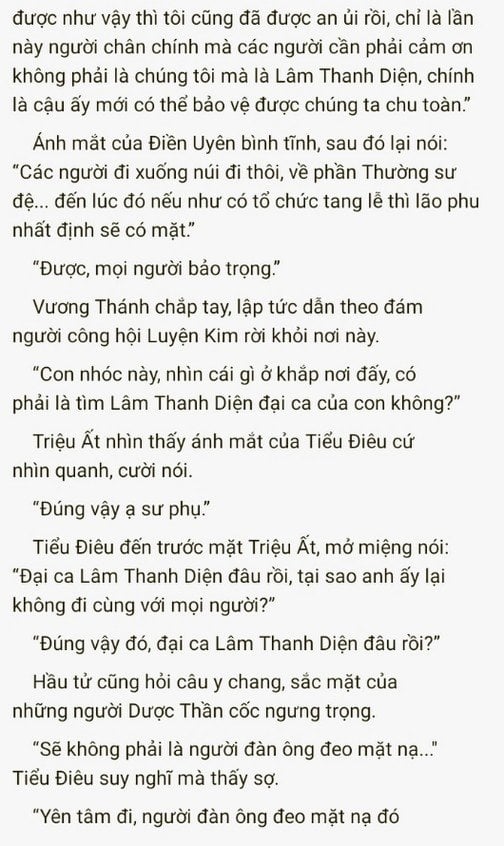 được như vậy thì tôi cũng đã được an ủi rồi, chỉ là lần
này người chân chính mà các người cần phải cảm ơn
không phải là chúng tôi mà là Lâm Thanh Diện, chính
là cậu ấy mới có thể bảo vệ được chúng ta chu toàn.”
Ánh mắt của Điền Uyên bình tĩnh, sau đó lại nói:
“Các người đi xuống núi đi thôi, về phần Thường sư
đệ... đến lúc đó nếu như có tổ chức tang lễ thì lão phu
nhất định sẽ có mặt.”
“Được, mọi người bảo trọng.”
Vương Thánh chắp tay, lập tức dẫn theo đám
người công hội Luyện Kim rời khỏi nơi này.
“Con nhóc này, nhìn cái gì ở khắp nơi đấy, có
phải là tìm Lâm Thanh Diện đại ca của con không?”
Triệu Ất nhìn thấy ánh mắt của Tiểu Điêu cứ
nhìn quanh, cười nói.
“Đúng vậy ạ sư phụ.”
Tiểu Điêu đến trước mặt Triệu Ất, mở miệng nói:
“Đại ca Lâm Thanh Diện đâu rồi, tại sao anh ấy lại
không đi cùng với mọi người?”
“Đúng vậy đó, đại ca Lâm Thanh Diện đâu rồi?”
Hầu tử cũng hỏi câu y chang, sắc mặt của
những người Dược Thần cốc ngưng trọng.
“Sẽ không phải là người đàn ông đeo mặt nạ..."
Tiểu Điêu suy nghĩ mà thấy sợ.
“Yên tâm đi, người đàn ông đeo mặt nạ đó